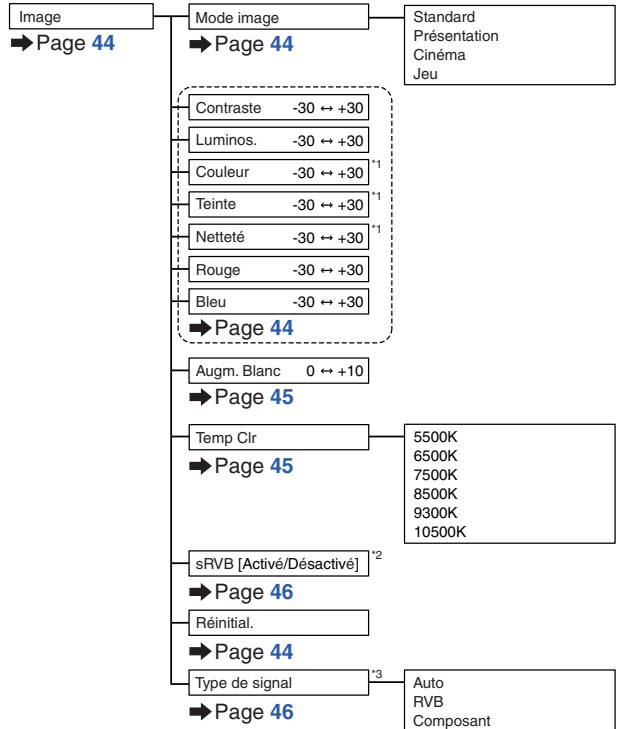 Image
➡Page 44
Mode image
➡Page 44
Standard
Présentation
Cinéma
Jeu
Contraste -30 ↔ +30
Luminos. -30 ↔ +30
Couleur -30 ↔ +30 *1
Teinte -30 ↔ +30 *1
Netteté -30 ↔ +30 *1
Rouge -30 ↔ +30
Bleu -30 ↔ +30
➡Page 44
Augm. Blanc 0 ↔ +10
➡Page 45
Temp Clr
➡Page 45
5500K
6500K
7500K
8500K
9300K
10500K
sRVB [Activé/Désactivé] *2
➡Page 46
Réinitial.
➡Page 44
Type de signal *3
➡Page 46
Auto
RVB
Composant